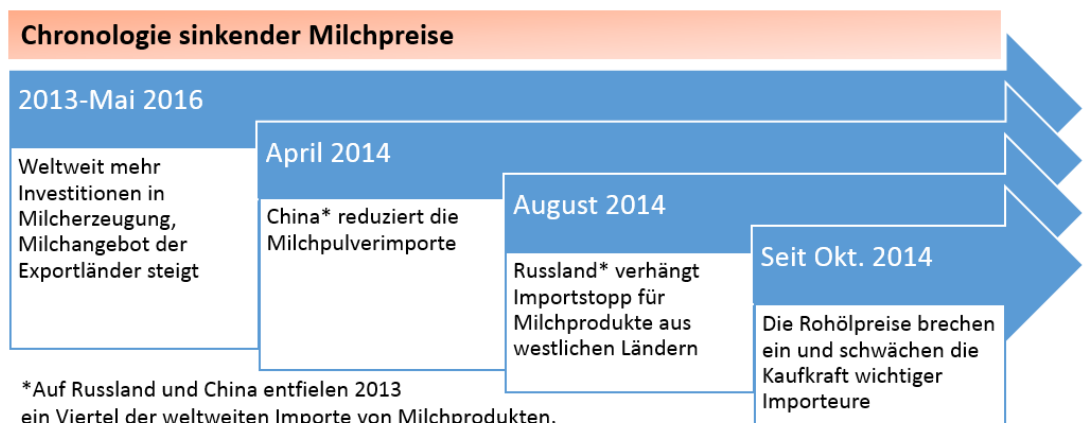 Chronologie sinkender Milchpreise
2013-Mai 2016
Weltweit mehr
Investitionen in
Milcherzeugung,
Milchangebot der
Exportländer steigt
April 2014
China* reduziert die
Milchpulverimporte
August 2014
Russland* verhängt
Importstopp für
Milchprodukte aus
westlichen Ländern
Seit Okt. 2014
Die Rohölpreise brechen
ein und schwächen die
Kaufkraft wichtiger
Importeure
*Auf Russland und China entfielen 2013
ein Viertel der weltweiten Importe von Milchprodukten.